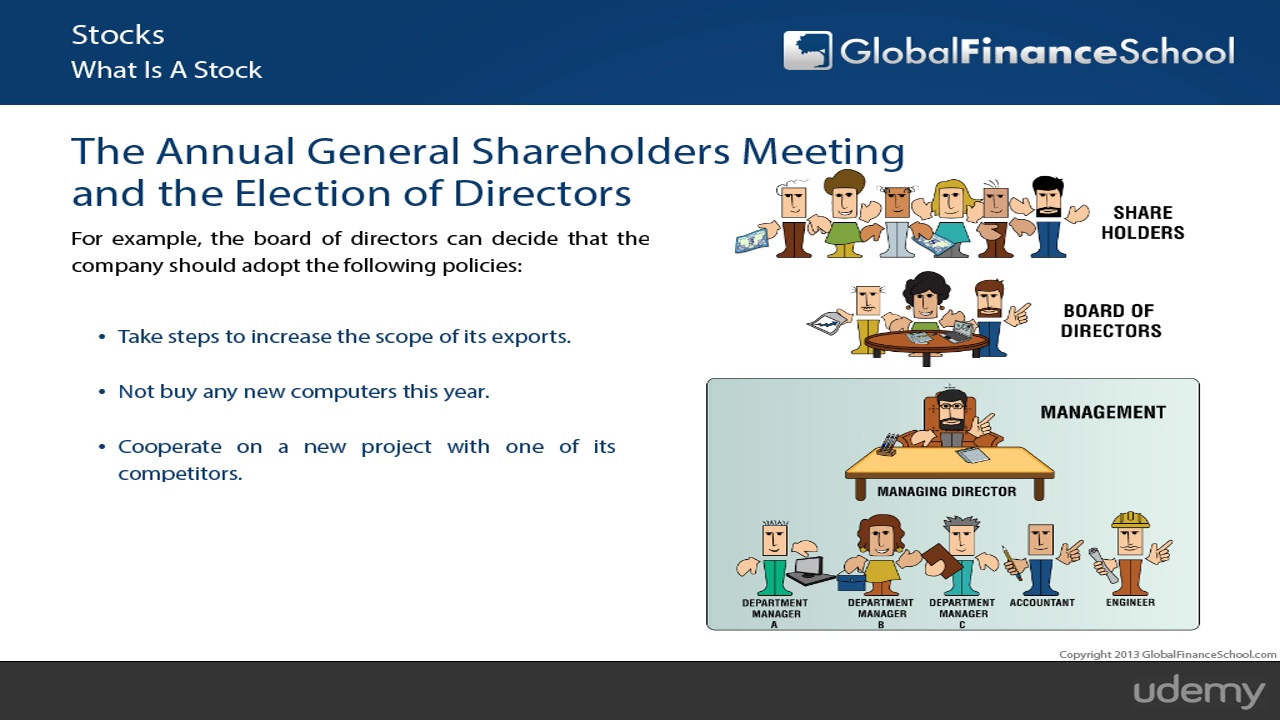 Stocks
What Is A Stock
GlobalFinanceSchool
The Annual General Shareholders Meeting
and the Election of Directors
For example, the board of directors can decide that the
company should adopt the following policies:
• Take steps to increase the scope of its exports.
• Not buy any new computers this year.
• Cooperate on a new project with one of its
competitors.
SHARE
HOLDERS
BOARD OF
DIRECTORS
MANAGEMENT
MANAGING DIRECTOR
DEPARTMENT
MANAGER
A
DEPARTMENT
MANAGER
B
DEPARTMENT
MANAGER
C
ACCOUNTANT
ENGINEER
Copyright 2013 GlobalFinanceSchool.com
udemy